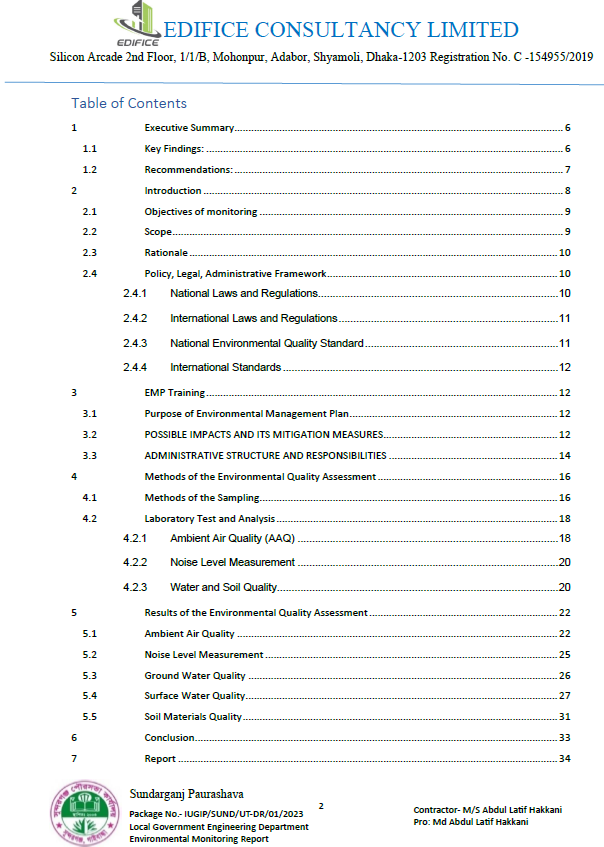 EDIFICE
EDIFICE CONSULTANCY LIMITED
Silicon Arcade 2nd Floor, 1/1/B, Mohonpur, Adabor, Shyamoli, Dhaka-1203 Registration No. C -154955/2019
Table of Contents
1 Executive Summary 6
1.1 Key Findings: 6
1.2 Recommendations: 7
2 Introduction 8
2.1 Objectives of monitoring 9
2.2 Scope 9
2.3 Rationale 10
2.4 Policy, Legal, Administrative Framework 10
2.4.1 National Laws and Regulations 10
2.4.2 International Laws and Regulations 11
2.4.3 National Environmental Quality Standard 11
2.4.4 International Standards 12
3 EMP Training 12
3.1 Purpose of Environmental Management Plan 12
3.2 POSSIBLE IMPACTS AND ITS MITIGATION MEASURES 12
3.3 ADMINISTRATIVE STRUCTURE AND RESPONSIBILITIES 14
4 Methods of the Environmental Quality Assessment 16
4.1 Methods of the Sampling 16
4.2 Laboratory Test and Analysis 18
4.2.1 Ambient Air Quality (AAQ) 18
4.2.2 Noise Level Measurement 20
4.2.3 Water and Soil Quality 20
5 Results of the Environmental Quality Assessment 22
5.1 Ambient Air Quality 22
5.2 Noise Level Measurement 25
5.3 Ground Water Quality 26
5.4 Surface Water Quality 27
5.5 Soil Materials Quality 31
6 Conclusion 33
7 Report 34
Sundarganj Paurashava
Package No.- IUGIP/SUND/UT-DR/01/2023
Local Government Engineering Department
Environmental Monitoring Report
2
Contractor- M/S Abdul Latif Hakkani
Pro: Md Abdul Latif Hakkani